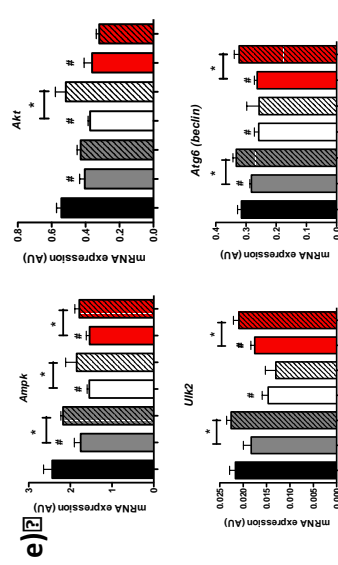 e)?
Ampk
mRNA expression (AU)
3
2
1
0
# * # * # *
Akt
mRNA expression (AU)
0.8
0.6
0.4
0.2
0.0
# # * #
Ulk2
mRNA expression (AU)
0.025
0.020
0.015
0.010
0.005
0.000
* # # *
Atg6 (beclin)
mRNA expression (AU)
0.4
0.3
0.2
0.1
0.0
# * # # *